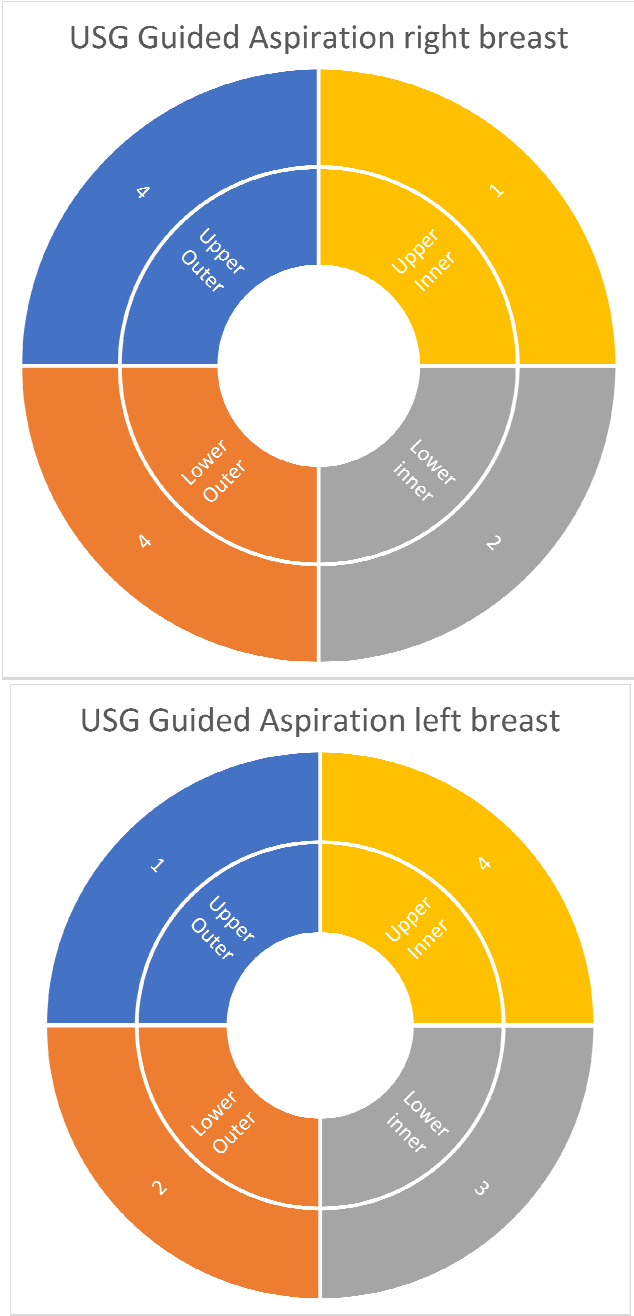 USG Guided Aspiration right breast
4
1
Upper
Outer
Upper
Inner
Lower
Outer
Lower
inner
4
2
USG Guided Aspiration left breast
1
4
Upper
Outer
Upper
Inner
Lower
Outer
Lower
inner
2
3